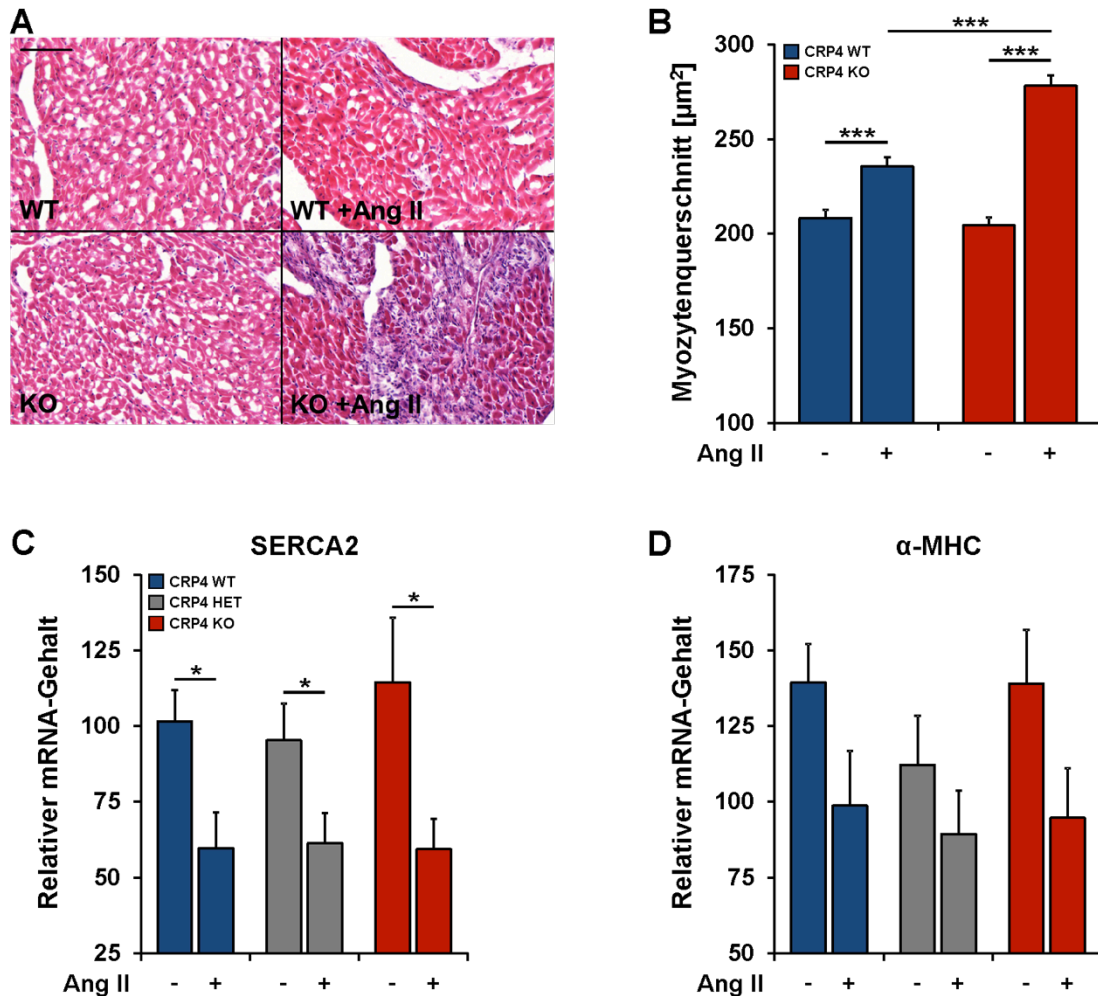 A
WT
WT +Ang II
KO
KO +Ang II
B
CRP4 WT
CRP4 KO
***
***
***
Myozytenquerschnitt [µm²]
300
250
200
150
100
Ang II - + - +
C
SERCA2
CRP4 WT
CRP4 HET
CRP4 KO
*
*
*
Relativer mRNA-Gehalt
150
125
100
75
50
25
Ang II - + - + - +
D
α-MHC
Relativer mRNA-Gehalt
175
150
125
100
75
50
Ang II - + - + - +